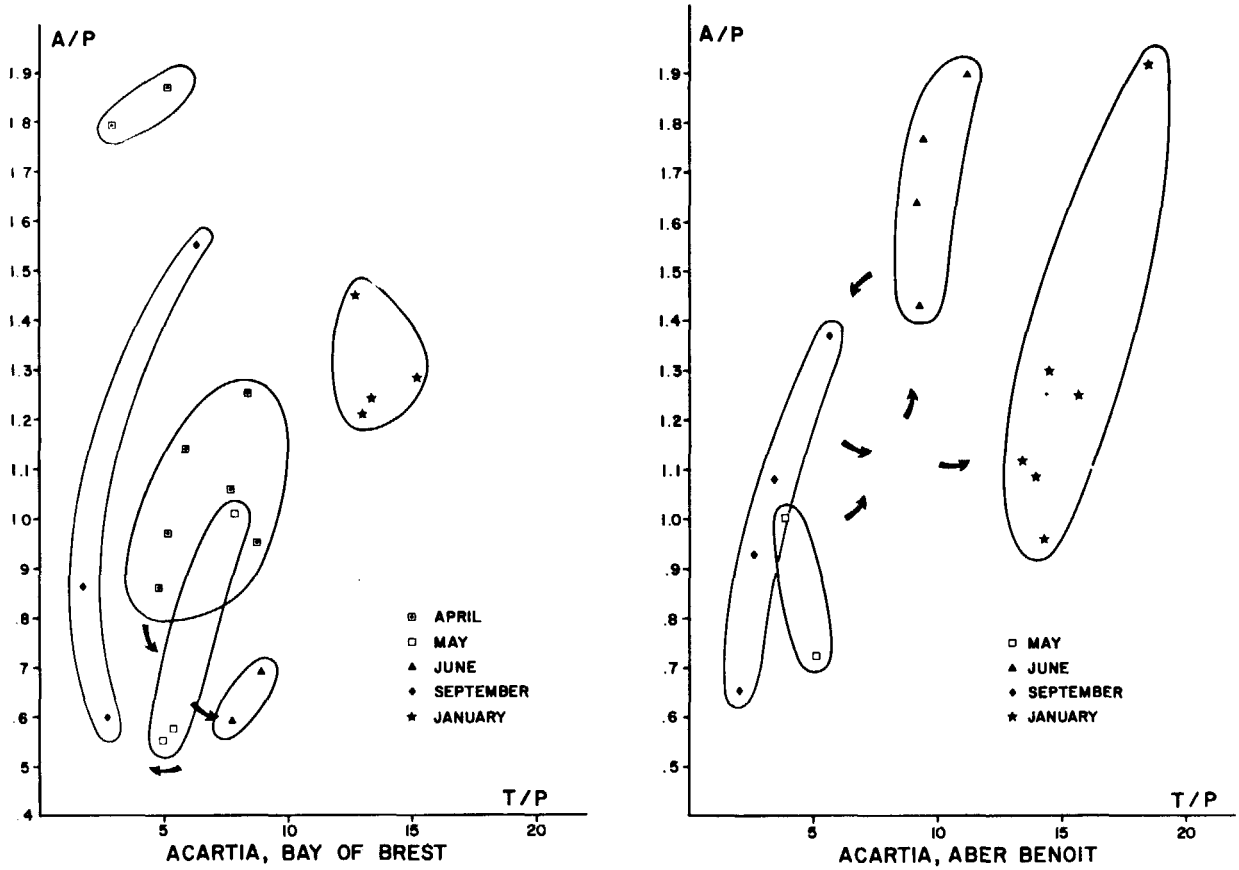 A/P
1.9
1.8
1.7
1.6
1.5
1.4
1.3
1.2
1.1
1.0
.9
.8
.7
.6
.5
.4
APRIL
MAY
JUNE
SEPTEMBER
JANUARY
T/P
5
10
15
20
ACARTIA, BAY OF BREST
A/P
1.9
1.8
1.7
1.6
1.5
1.4
1.3
1.2
1.1
1.0
.9
.8
.7
.6
.5
MAY
JUNE
SEPTEMBER
JANUARY
T/P
5
10
15
20
ACARTIA, ABER BENOIT